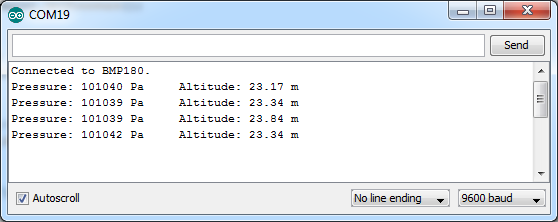 COM19
Send
Connected to BMP180.
Pressure: 101040 Pa Altitude: 23.17 m
Pressure: 101039 Pa Altitude: 23.34 m
Pressure: 101039 Pa Altitude: 23.84 m
Pressure: 101042 Pa Altitude: 23.34 m
Autoscroll No line ending 9600 baud